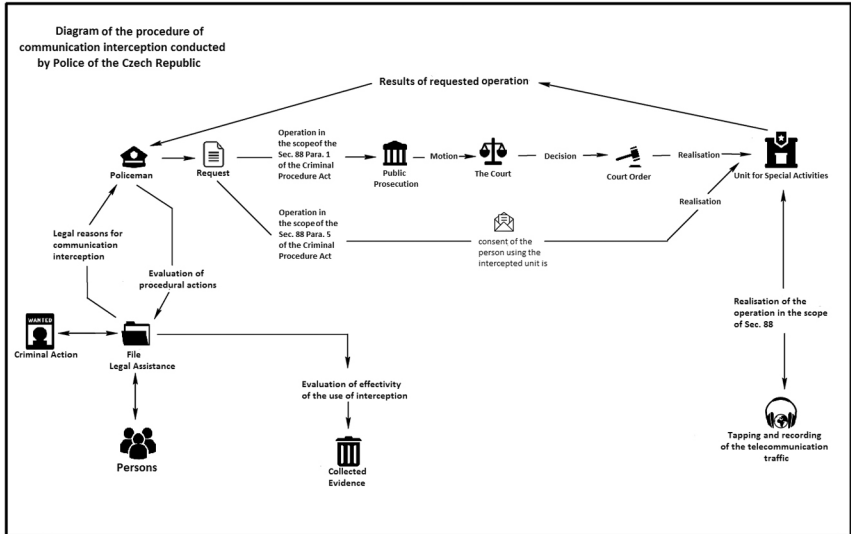 Diagram of the procedure of
communication interception conducted
by Police of the Czech Republic
Results of requested operation
Policeman
Request
Operation in
the scopeof the
Sec. 88 Para. 1
of the Criminal
Procedure Act
Public
Prosecution
Motion
The Court
Decision
Court Order
Realisation
Unit for Special Activities
Realisation
Operation in
the scope of the
Sec. 88 Para. 5
of the Criminal
Procedure Act
consent of the
person using the
intercepted unit is
Legal reasons for
communication
interception
Evaluation of
procedural actions
WANTED
Criminal Action
File
Legal Assistance
Persons
Evaluation of effectivity
of the use of interception
Collected
Evidence
Realisation of the
operation in the scope
of Sec. 88
Tapping and recording
of the telecommunication
traffic